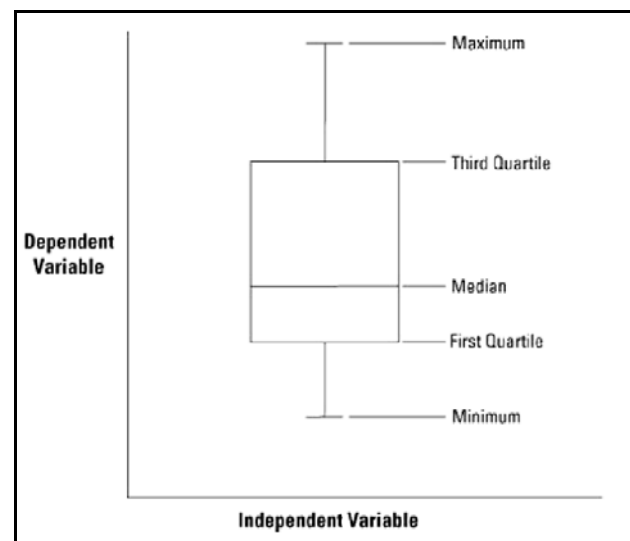 Maximum
Third Quartile
Dependent
Variable
Median
First Quartile
Minimum
Independent Variable